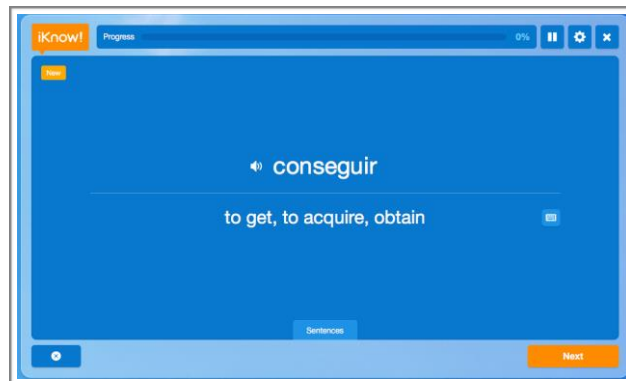 iKnow!
Progress
0%
New
conseguir
to get, to acquire, obtain
Sentences
Next